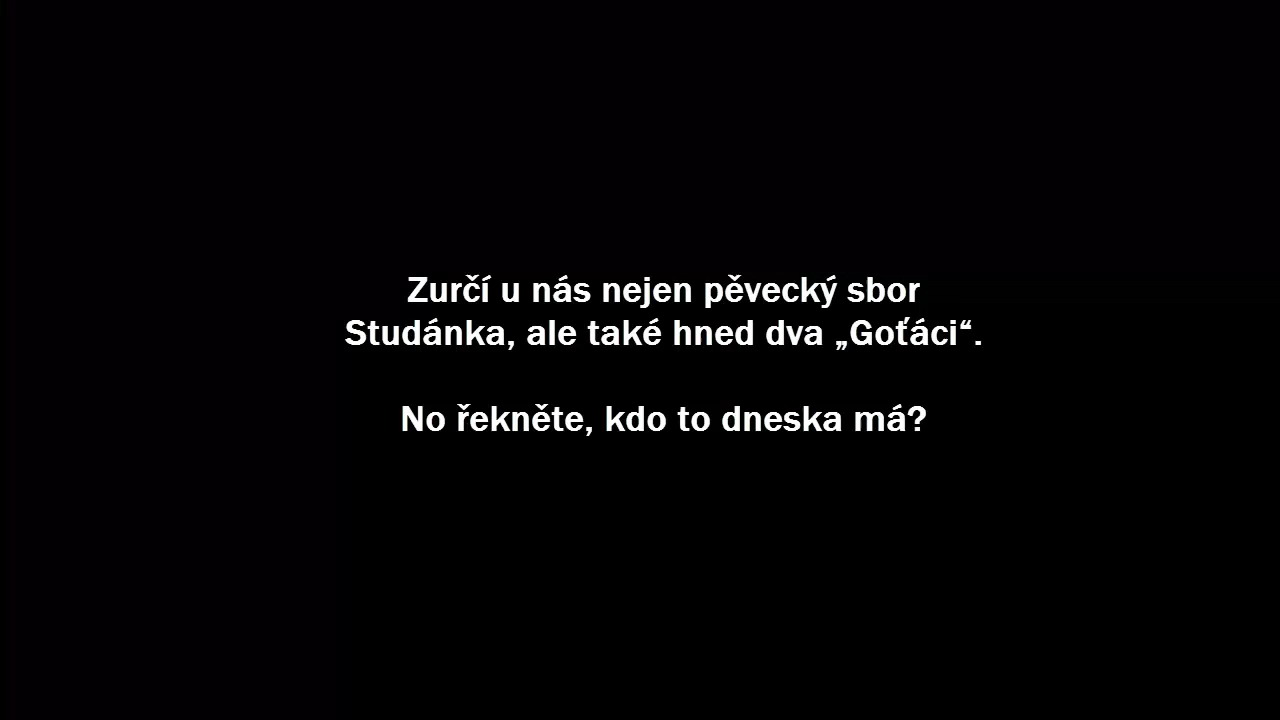 Zurčí u nás nejen pěvecký sbor
Studánka, ale také hned dva „Goťáci“.
No řekněte, kdo to dneska má?